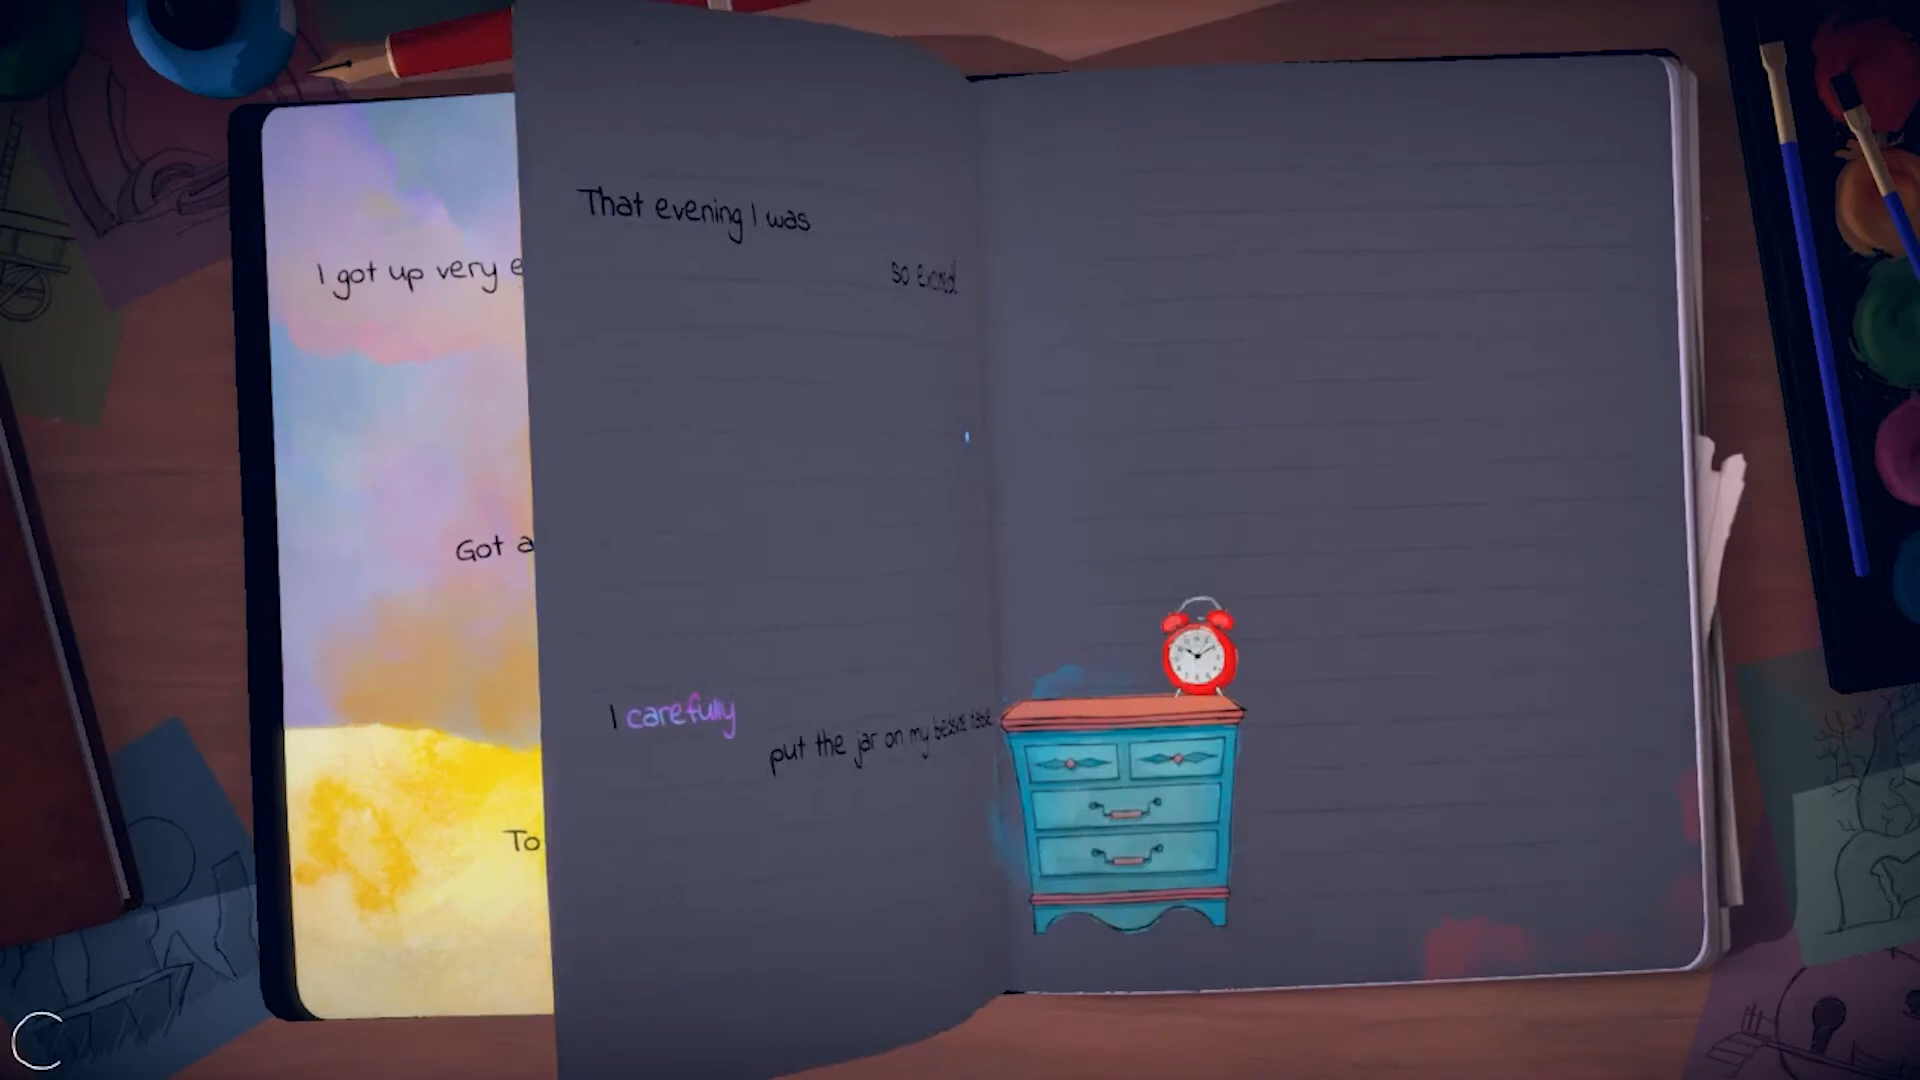 I got up very e
Got a
To
That evening I was
so excited!
I carefully
put the jar on my bedside table.